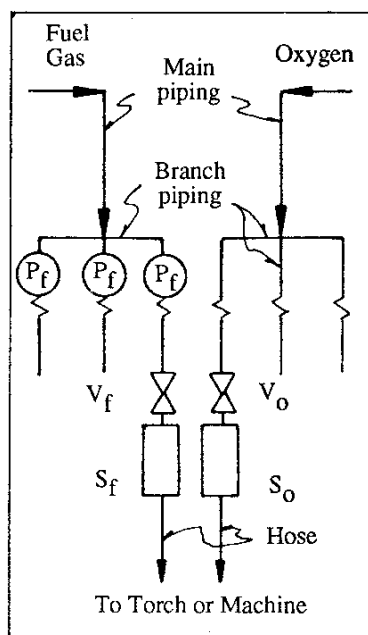 Fuel
Gas
Oxygen
Main
piping
Branch
piping
Pf
Pf
Pf
Vf
Vo
Sf
So
Hose
To Torch or Machine